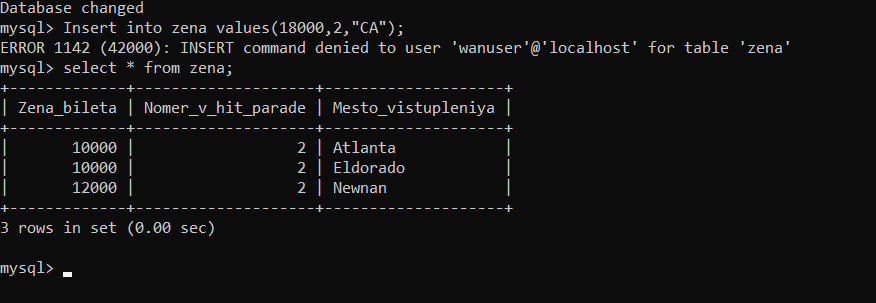 Database changed
mysql> Insert into zena values(18000,2,"CA");
ERROR 1142 (42000): INSERT command denied to user 'wanuser'@'localhost' for table 'zena'
mysql> select * from zena;
+-------------+--------------------+--------------------+
| Zena_bileta | Nomer_v_hit_parade | Mesto_vistupleniya |
+-------------+--------------------+--------------------+
|       10000 |                  2 | Atlanta            |
|       10000 |                  2 | Eldorado           |
|       12000 |                  2 | Newnan             |
+-------------+--------------------+--------------------+
3 rows in set (0.00 sec)
mysql>